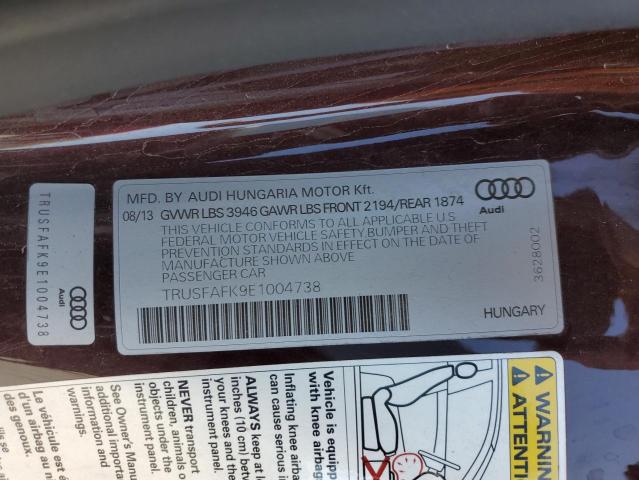 MFD. BY AUDI HUNGARIA MOTOR Kft.
08/13 GVWR LBS 3946 GAWR LBS FRONT 2194/REAR 1874
THIS VEHICLE CONFORMS TO ALL APPLICABLE U.S
FEDERAL MOTOR VEHICLE SAFETY,BUMPER AND THEFT
PREVENTION STANDARDS IN EFFECT ON THE DATE OF
MANUFACTURE SHOWN ABOVE
PASSENGER CAR
TRUSFAFK9E1004738
Audi
3628002
HUNGARY
TRUSFAFK9E1004738
Audi
WARNING
ATTENTI
Vehicle is equipp
with knee airbag
Inflating knee airba
can cause serious in
ALWAYS keep at l
inches (10 cm) betw
your knees and the
instrument panel.
NEVER transport
children, animals o
objects under the
instrument panel.
See Owner's Manu
additional importa
information and
warnings.
Le véhicule est é
d'un airbag au ni
des genoux.